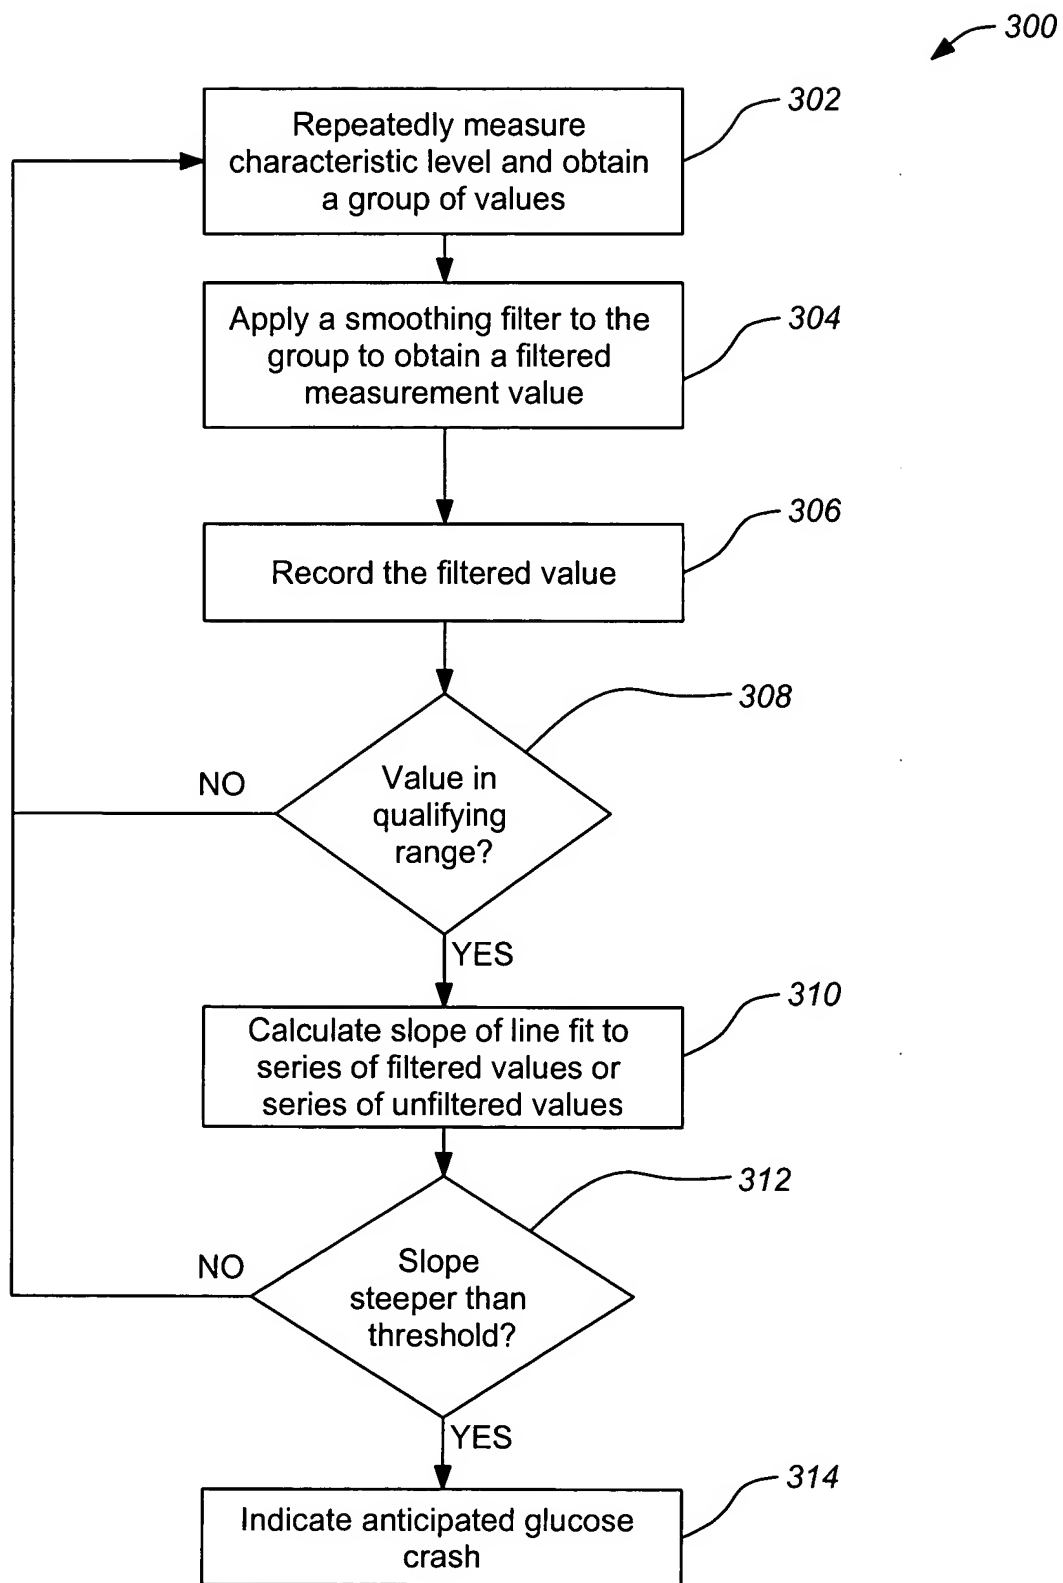 300
302
Repeatedly measure
characteristic level and obtain
a group of values
304
Apply a smoothing filter to the
group to obtain a filtered
measurement value
306
Record the filtered value
308
Value in
qualifying
range?
NO
YES
310
Calculate slope of line fit to
series of filtered values or
series of unfiltered values
312
Slope
steeper than
threshold?
NO
YES
314
Indicate anticipated glucose
crash